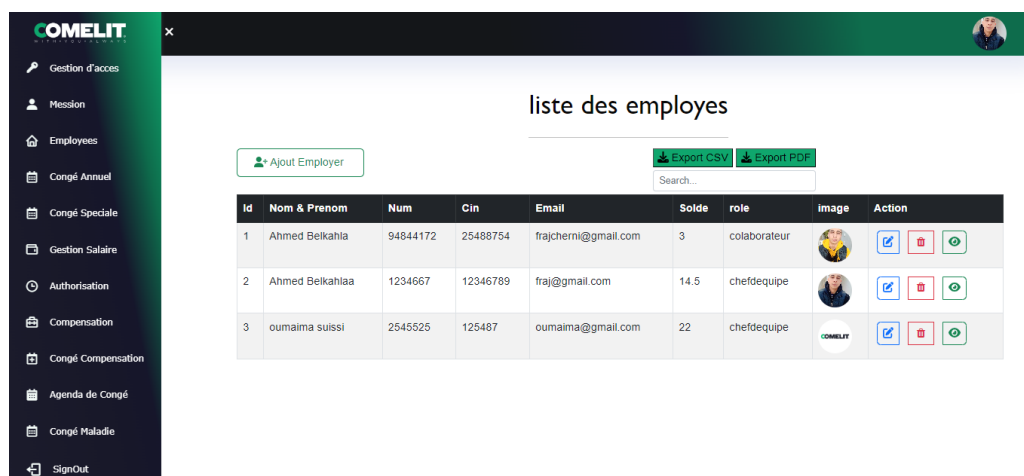 COMELIT
×
Gestion d'acces
Mession
Employees
Congé Annuel
Congé Speciale
Gestion Salaire
Authorisation
Compensation
Congé Compensation
Agenda de Congé
Congé Maladie
SignOut
liste des employes
Ajout Employer
Export CSV Export PDF
Search...
Id Nom & Prenom Num Cin Email Solde role image Action
1 Ahmed Belkahla 94844172 25488754 frajcherni@gmail.com 3 colaborateur
2 Ahmed Belkahlaa 1234667 12346789 fraj@gmail.com 14.5 chefdequipe
3 oumaima suissi 2545525 125487 oumaima@gmail.com 22 chefdequipe COMELIT